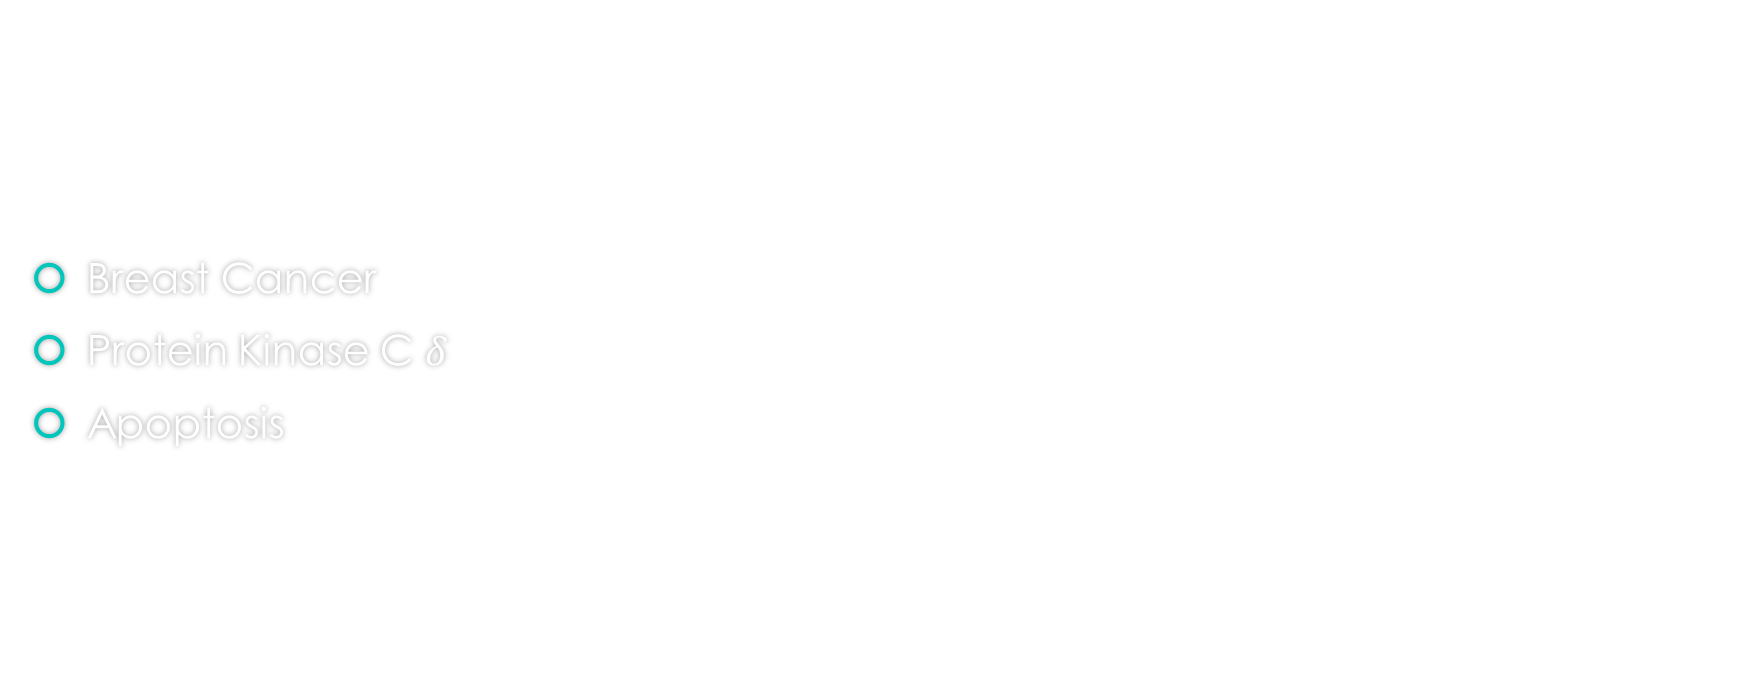 Breast Cancer
Protein Kinase C δ
Apoptosis